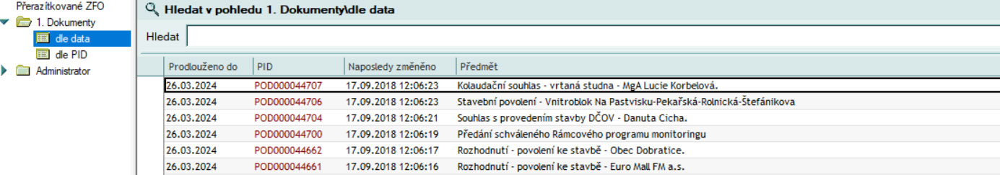 Přerazítkované ZFO
1. Dokumenty
dle data
dle PID
Administrator
Hledat v pohledu 1. Dokumenty\dle data
Hledat
Prodlouženo do PID Naposledy změněno Předmět
26.03.2024 POD000044707 17.09.2018 12:06:23 Kolaudační souhlas - vrtaná studna - MgA Lucie Korbelová.
26.03.2024 POD000044706 17.09.2018 12:06:23 Stavební povolení - Vnitroblok Na Pastvisku-Pekařská-Rolnická-Štefánikova
26.03.2024 POD000044704 17.09.2018 12:06:21 Souhlas s provedením stavby DČOV - Danuta Cicha.
26.03.2024 POD000044700 17.09.2018 12:06:19 Předání schváleného Rámcového programu monitoringu
26.03.2024 POD000044662 17.09.2018 12:06:17 Rozhodnutí - povolení ke stavbě - Obec Dobratice.
26.03.2024 POD000044661 17.09.2018 12:06:16 Rozhodnutí - povolení ke stavbě - Euro Mall FM a.s.